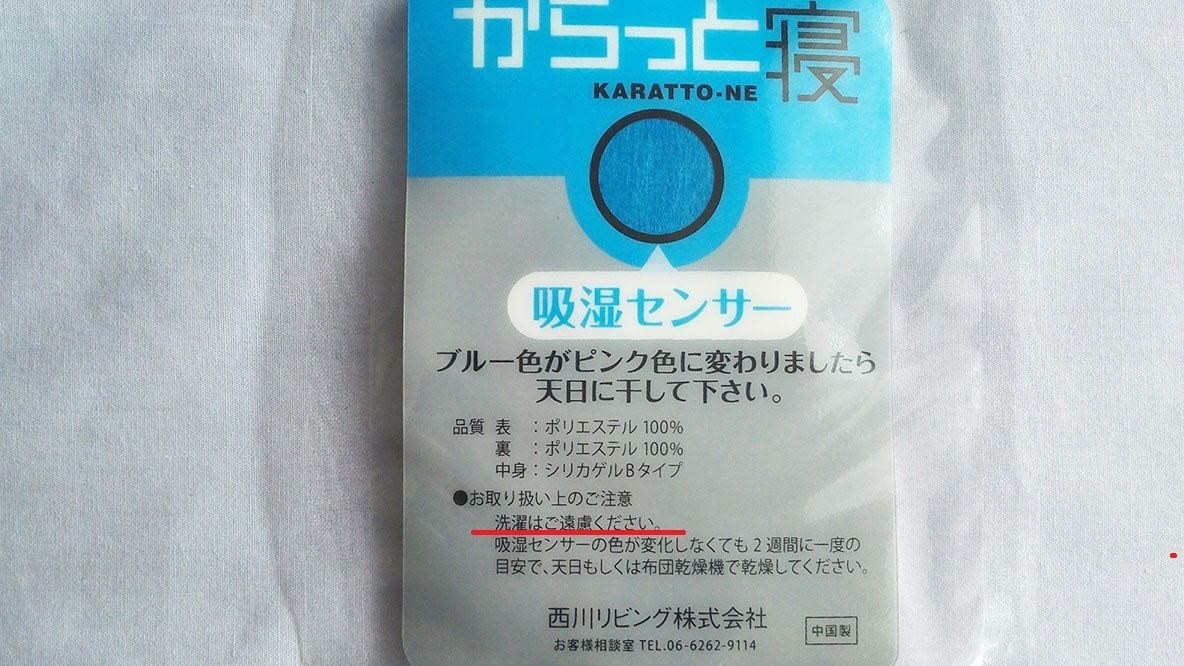 からっと寝
KARATTO-NE
吸湿センサー
ブルー色がピンク色に変わりましたら
天日に干して下さい。
品質 表 : ポリエステル 100%
裏 : ポリエステル 100%
中身 : シリカゲルBタイプ
●お取り扱い上のご注意
洗濯はご遠慮ください。
吸湿センサーの色が変化しなくても2週間に一度の
目安で、天日もしくは布団乾燥機で乾燥してください。
西川リビング株式会社
お客様相談室 TEL.06-6262-9114
中国製